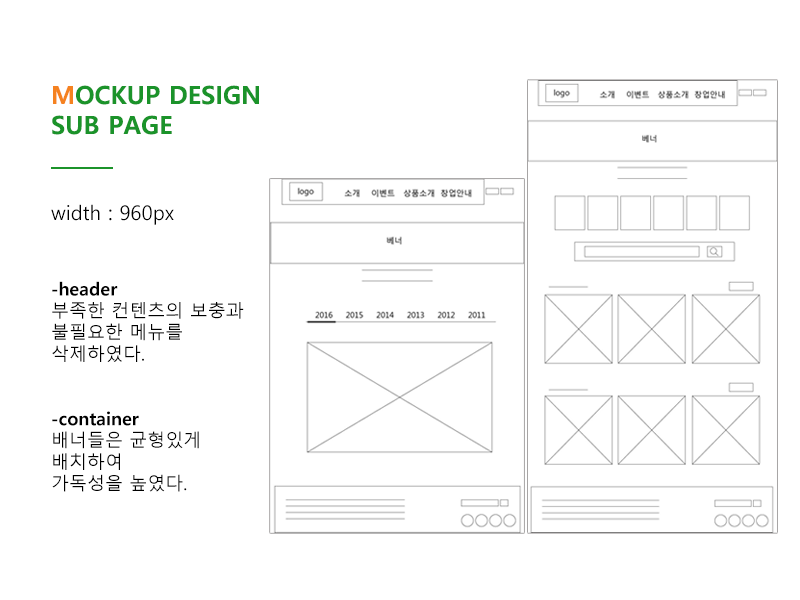 MOCKUP DESIGN
SUB PAGE
width : 960px
-header
부족한 컨텐츠의 보충과
불필요한 메뉴를
삭제하였다.
-container
배너들은 균형있게
배치하여
가독성을 높였다.
logo 소개 이벤트 상품소개 창업안내
베너
2016 2015 2014 2013 2012 2011
logo 소개 이벤트 상품소개 창업안내
베너